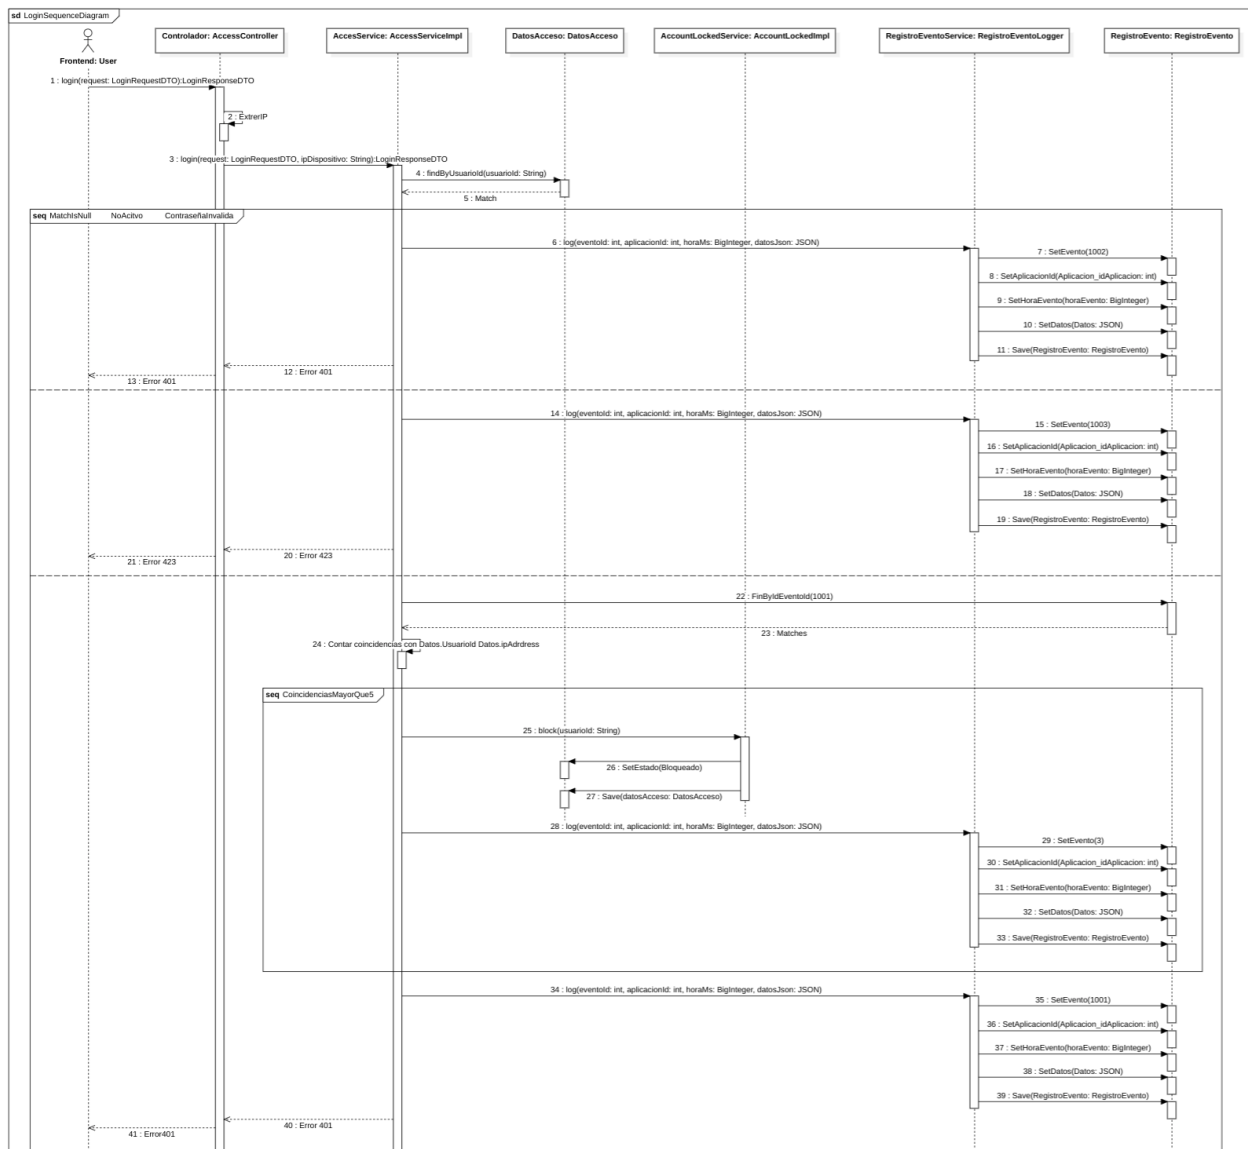 sd LoginSequenceDiagram
Frontend: User
Controlador: AccessController
AccesService: AccessServiceImpl
DatosAcceso: DatosAcceso
AccountLockedService: AccountLockedImpl
RegistroEventoService: RegistroEventoLogger
RegistroEvento: RegistroEvento
1 : login(request: LoginRequestDTO):LoginResponseDTO
2 : ExtrerIP
3 : login(request: LoginRequestDTO, ipDispositivo: String):LoginResponseDTO
4 : findByUsuarioId(usuarioId: String)
5 : Match
seq MatchIsNull NoAcitvo ContraseñaInvalida
6 : log(eventoId: int, aplicacionId: int, horaMs: BigInteger, datosJson: JSON)
7 : SetEvento(1002)
8 : SetAplicacionId(Aplicacion_idAplicacion: int)
9 : SetHoraEvento(horaEvento: BigInteger)
10 : SetDatos(Datos: JSON)
11 : Save(RegistroEvento: RegistroEvento)
12 : Error 401
13 : Error 401
14 : log(eventoId: int, aplicacionId: int, horaMs: BigInteger, datosJson: JSON)
15 : SetEvento(1003)
16 : SetAplicacionId(Aplicacion_idAplicacion: int)
17 : SetHoraEvento(horaEvento: BigInteger)
18 : SetDatos(Datos: JSON)
19 : Save(RegistroEvento: RegistroEvento)
20 : Error 423
21 : Error 423
22 : FinByIdEventoId(1001)
23 : Matches
24 : Contar coincidencias con Datos.UsuarioId Datos.ipAdrdress
seq CoincidenciasMayorQue5
25 : block(usuarioId: String)
26 : SetEstado(Bloqueado)
27 : Save(datosAcceso: DatosAcceso)
28 : log(eventoId: int, aplicacionId: int, horaMs: BigInteger, datosJson: JSON)
29 : SetEvento(3)
30 : SetAplicacionId(Aplicacion_idAplicacion: int)
31 : SetHoraEvento(horaEvento: BigInteger)
32 : SetDatos(Datos: JSON)
33 : Save(RegistroEvento: RegistroEvento)
34 : log(eventoId: int, aplicacionId: int, horaMs: BigInteger, datosJson: JSON)
35 : SetEvento(1001)
36 : SetAplicacionId(Aplicacion_idAplicacion: int)
37 : SetHoraEvento(horaEvento: BigInteger)
38 : SetDatos(Datos: JSON)
39 : Save(RegistroEvento: RegistroEvento)
40 : Error 401
41 : Error401